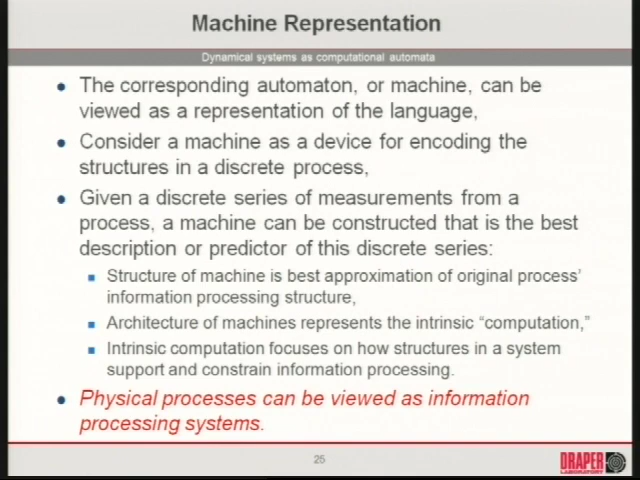 Machine Representation
Dynamical systems as computational automata
• The corresponding automaton, or machine, can be
viewed as a representation of the language,
• Consider a machine as a device for encoding the
structures in a discrete process,
• Given a discrete series of measurements from a
process, a machine can be constructed that is the best
description or predictor of this discrete series:
▪ Structure of machine is best approximation of original process'
information processing structure,
▪ Architecture of machines represents the intrinsic "computation,"
▪ Intrinsic computation focuses on how structures in a system
support and constrain information processing.
• Physical processes can be viewed as information
processing systems.
25
DRAPER
LABORATORY